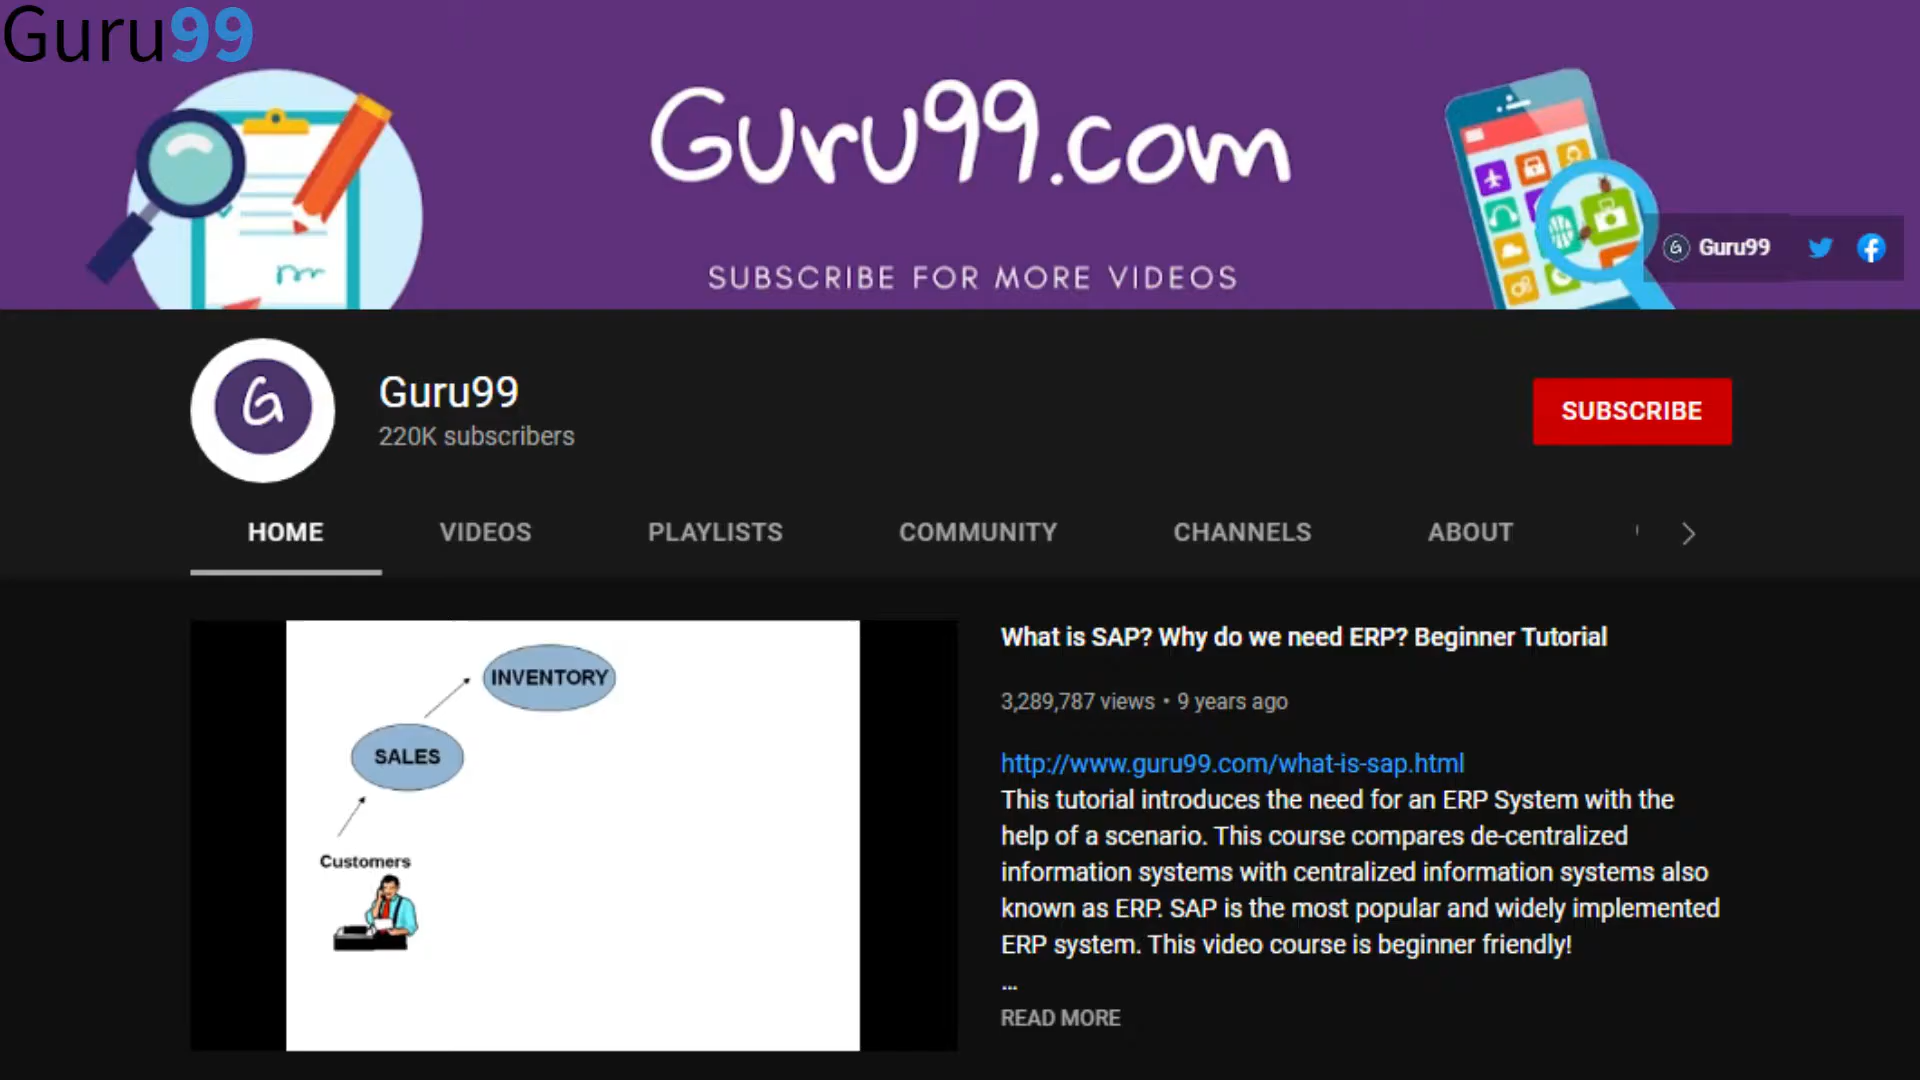 Guru99
Guru99.com
SUBSCRIBE FOR MORE VIDEOS
Guru99
Guru99
220K subscribers
SUBSCRIBE
HOME VIDEOS PLAYLISTS COMMUNITY CHANNELS ABOUT
INVENTORY
SALES
Customers
What is SAP? Why do we need ERP? Beginner Tutorial
3,289,787 views • 9 years ago
http://www.guru99.com/what-is-sap.html
This tutorial introduces the need for an ERP System with the
help of a scenario. This course compares de-centralized
information systems with centralized information systems also
known as ERP. SAP is the most popular and widely implemented
ERP system. This video course is beginner friendly!
...
READ MORE